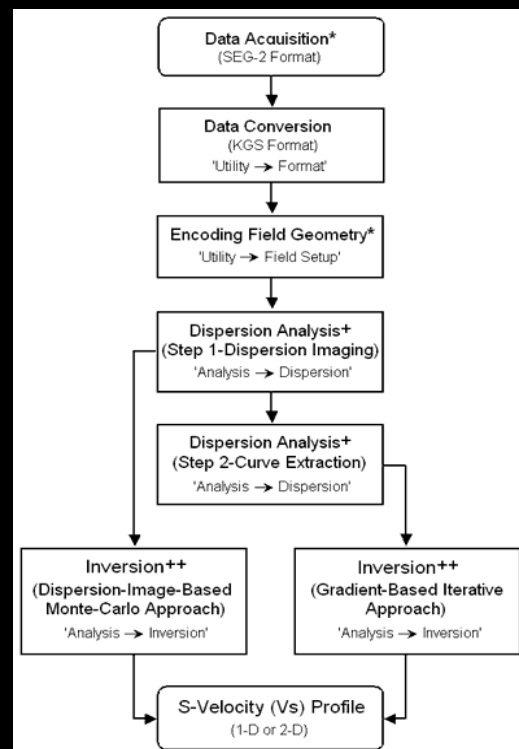 Data Acquisition*
(SEG-2 Format)
Data Conversion
(KGS Format)
'Utility → Format'
Encoding Field Geometry*
'Utility → Field Setup'
Dispersion Analysis+
(Step 1-Dispersion Imaging)
'Analysis → Dispersion'
Dispersion Analysis+
(Step 2-Curve Extraction)
'Analysis → Dispersion'
Inversion++
(Dispersion-Image-Based
Monte-Carlo Approach)
'Analysis → Inversion'
Inversion++
(Gradient-Based Iterative
Approach)
'Analysis → Inversion'
S-Velocity (Vs) Profile
(1-D or 2-D)